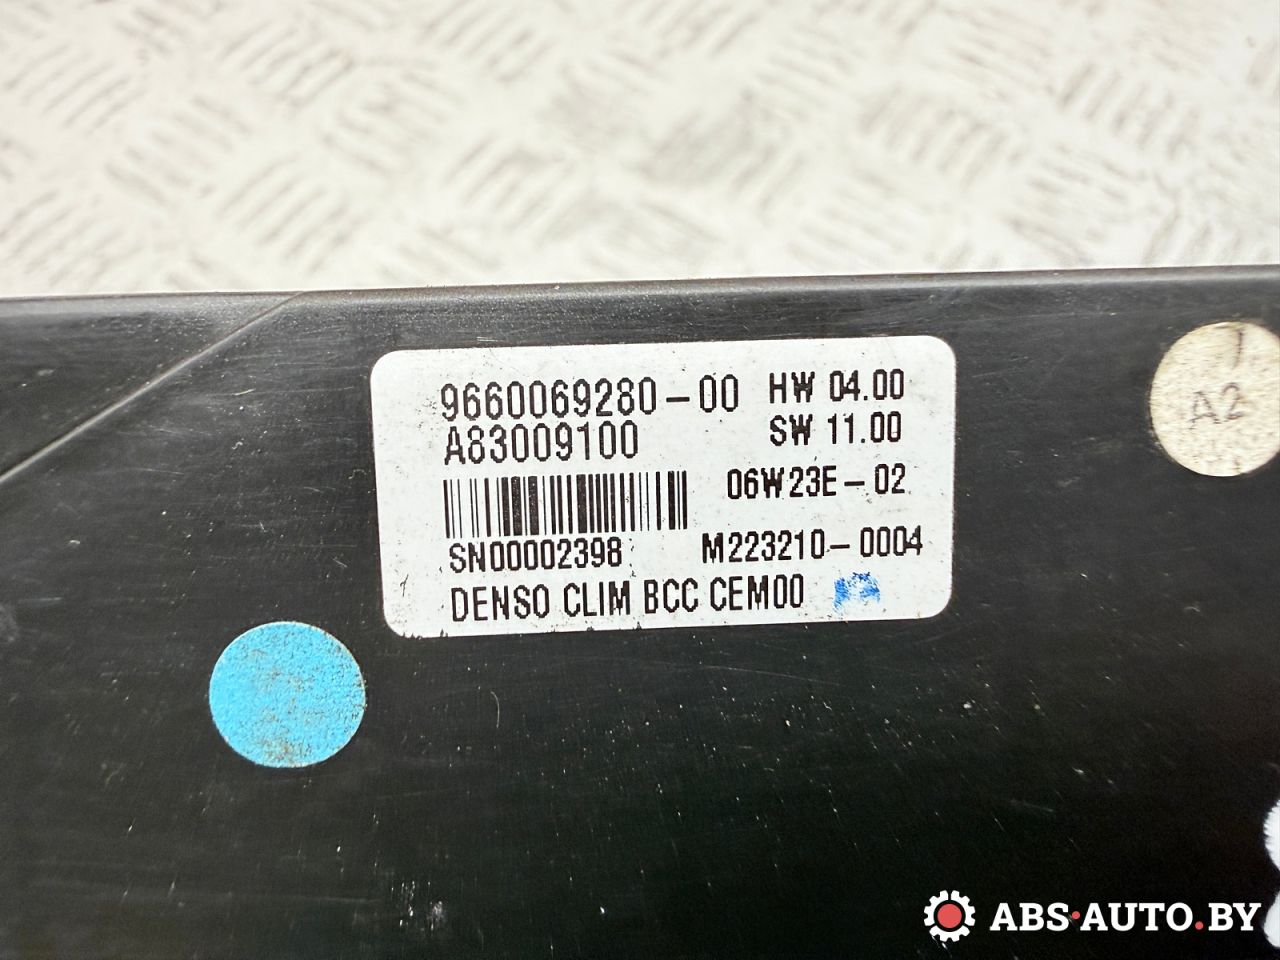 9660069280-00 HW 04.00
A83009100 SW 11.00
06W23E-02
SN00002398 M223210-0004
DENSO CLIM BCC CEM00
A2
ABS·AUTO.BY